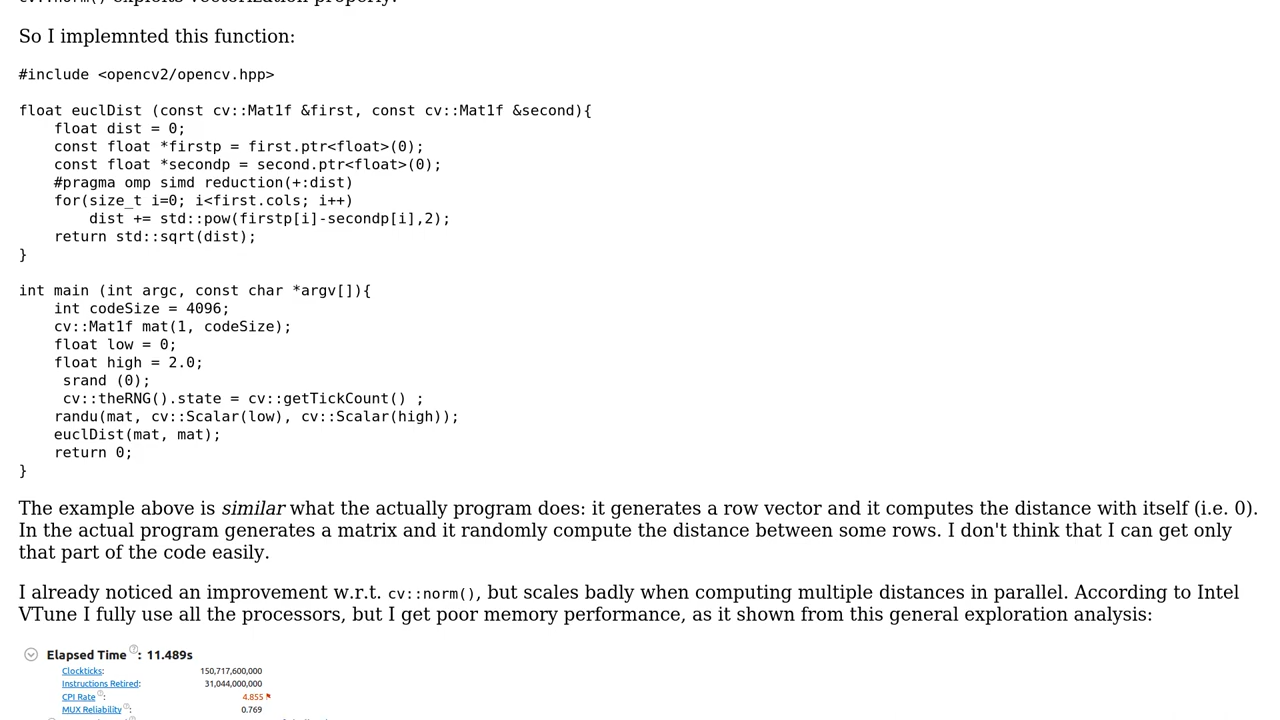 cv::norm() exploits vectorization properly.
So I implemnted this function:
#include <opencv2/opencv.hpp>
float euclDist (const cv::Mat1f &first, const cv::Mat1f &second){
    float dist = 0;
    const float *firstp = first.ptr<float>(0);
    const float *secondp = second.ptr<float>(0);
    #pragma omp simd reduction(+:dist)
    for(size_t i=0; i<first.cols; i++)
        dist += std::pow(firstp[i]-secondp[i],2);
    return std::sqrt(dist);
}
int main (int argc, const char *argv[]){
    int codeSize = 4096;
    cv::Mat1f mat(1, codeSize);
    float low = 0;
    float high = 2.0;
     srand (0);
     cv::theRNG().state = cv::getTickCount() ;
    randu(mat, cv::Scalar(low), cv::Scalar(high));
    euclDist(mat, mat);
    return 0;
}
The example above is similar what the actually program does: it generates a row vector and it computes the distance with itself (i.e. 0).
In the actual program generates a matrix and it randomly compute the distance between some rows. I don't think that I can get only
that part of the code easily.
I already noticed an improvement w.r.t. cv::norm(), but scales badly when computing multiple distances in parallel. According to Intel
VTune I fully use all the processors, but I get poor memory performance, as it shown from this general exploration analysis:
Elapsed Time ?: 11.489s
Clockticks: 150,717,600,000
Instructions Retired: 31,044,000,000
CPI Rate ?: 4.855
MUX Reliability ?: 0.769